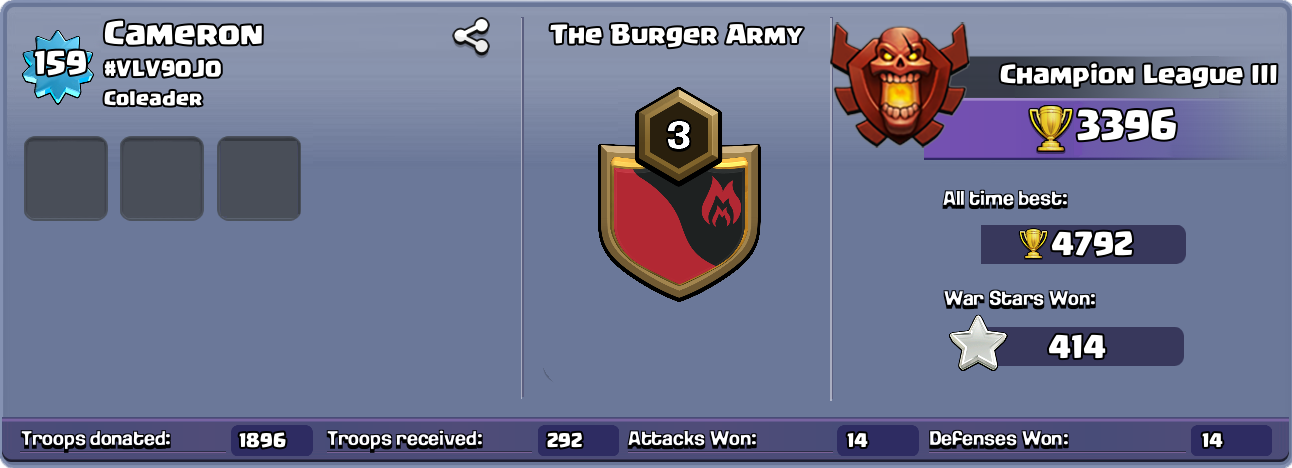 159
Cameron
#VLV90J0
Coleader
The Burger Army
3
Champion League III
3396
All time best:
4792
War Stars Won:
414
Troops donated: 1896
Troops received: 292
Attacks Won: 14
Defenses Won: 14